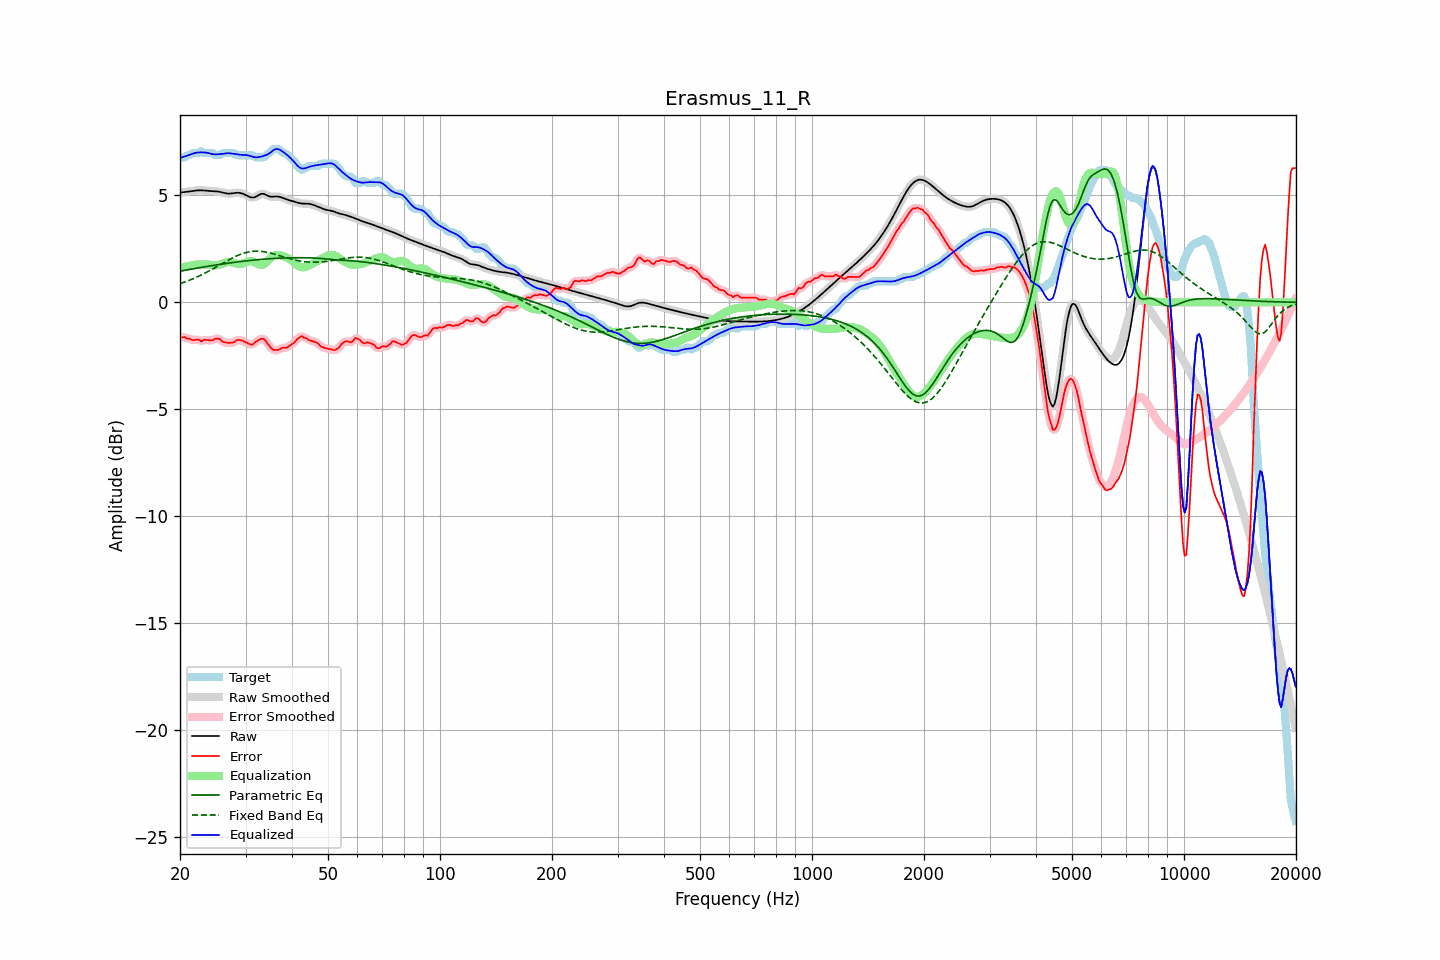 Erasmus_11_R
5
0
−5
−10
−15
−20
−25
Amplitude (dBr)
Target
Raw Smoothed
Error Smoothed
Raw
Error
Equalization
Parametric Eq
Fixed Band Eq
Equalized
20 50 100 200 500 1000 2000 5000 10000 20000
Frequency (Hz)